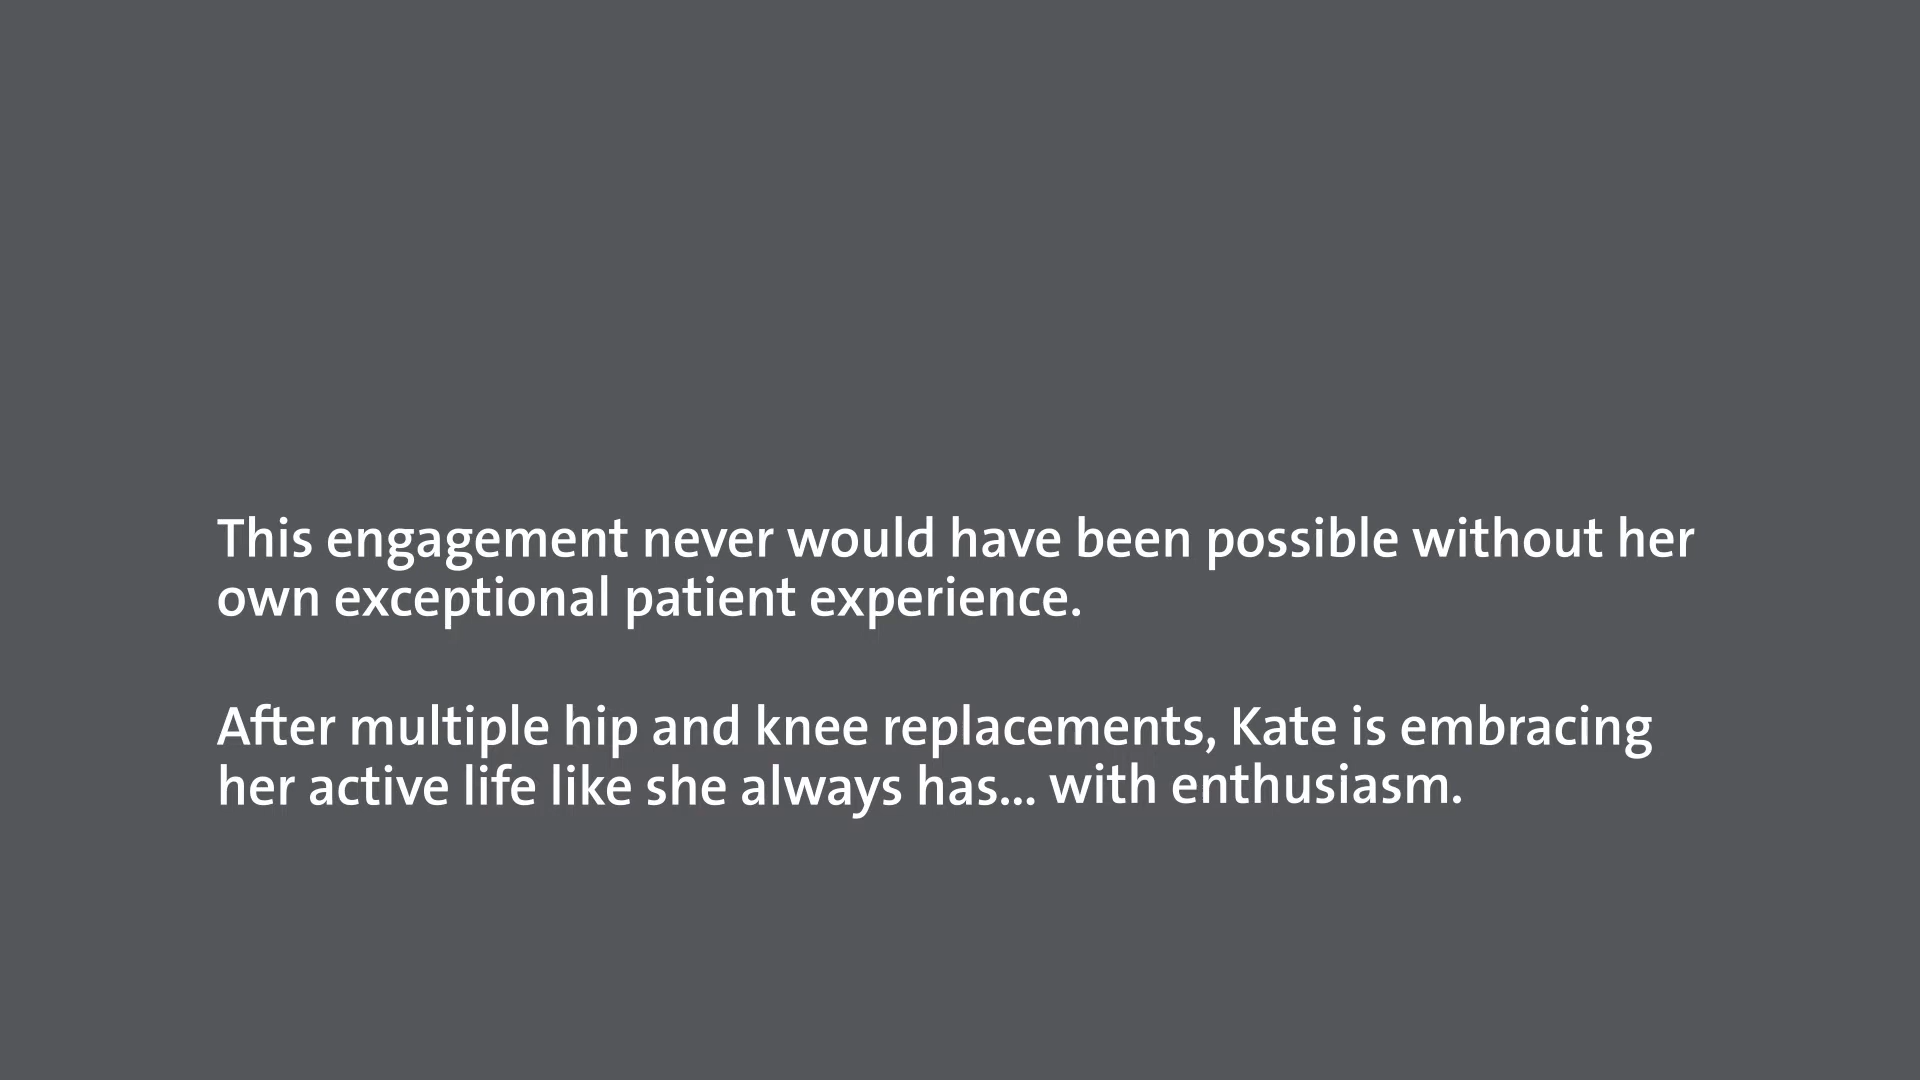 This engagement never would have been possible without her
own exceptional patient experience.
After multiple hip and knee replacements, Kate is embracing
her active life like she always has... with enthusiasm.